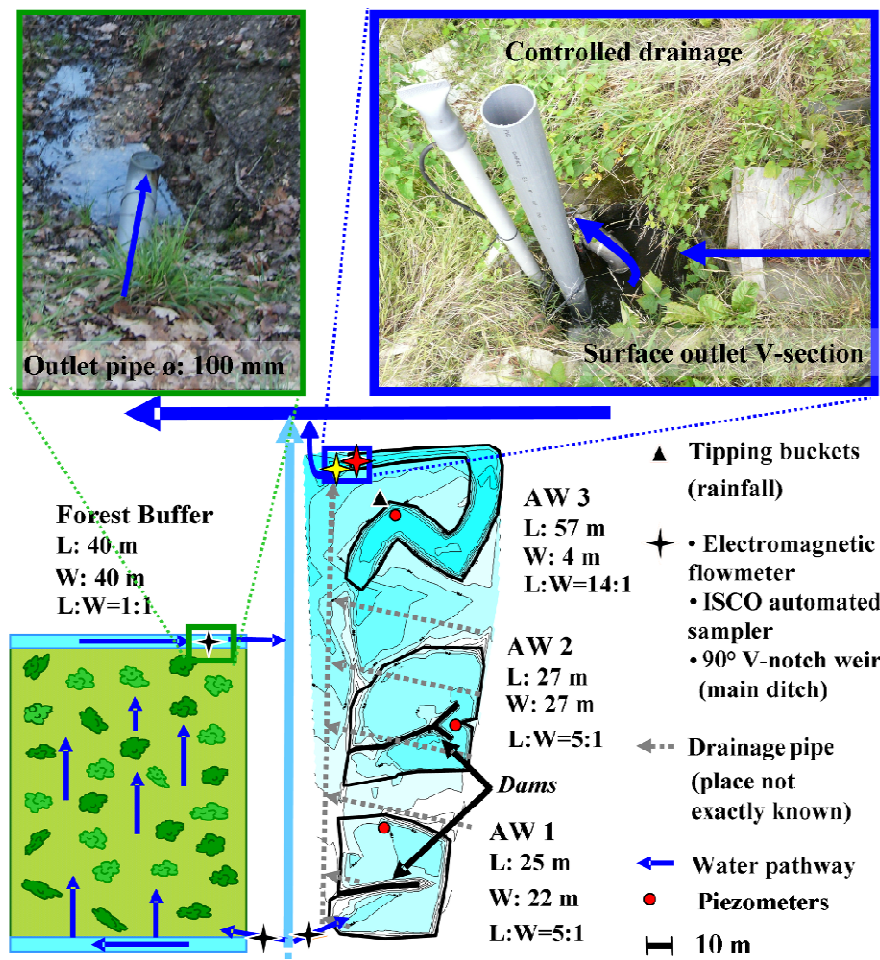 Controlled drainage
Outlet pipe ø: 100 mm
Surface outlet V-section
Forest Buffer
L: 40 m
W: 40 m
L:W=1:1
AW 3
L: 57 m
W: 4 m
L:W=14:1
AW 2
L: 27 m
W: 27 m
L:W=5:1
Dams
AW 1
L: 25 m
W: 22 m
L:W=5:1
Tipping buckets
(rainfall)
• Electromagnetic
flowmeter
• ISCO automated
sampler
• 90° V-notch weir
(main ditch)
Drainage pipe
(place not
exactly known)
Water pathway
Piezometers
10 m